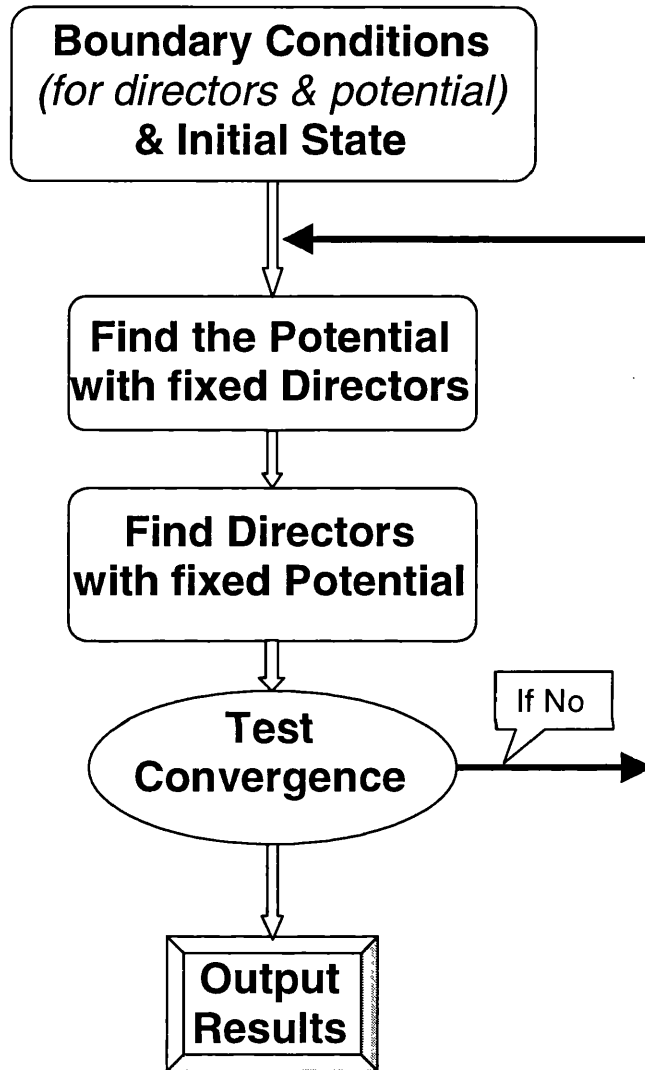 Boundary Conditions
(for directors & potential)
& Initial State
Find the Potential
with fixed Directors
Find Directors
with fixed Potential
If No
Test
Convergence
Output
Results